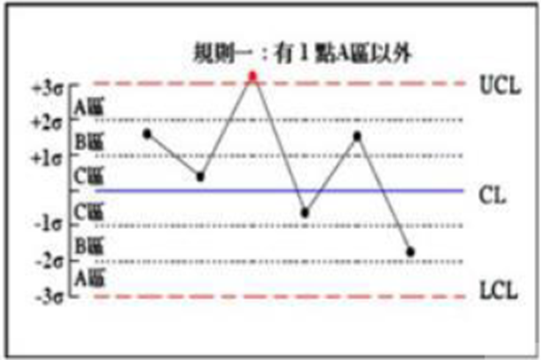 規則一：有1點A區以外
+3σ
UCL
A區
+2σ
B區
+1σ
C區
CL
C區
-1σ
B區
-2σ
A區
-3σ
LCL